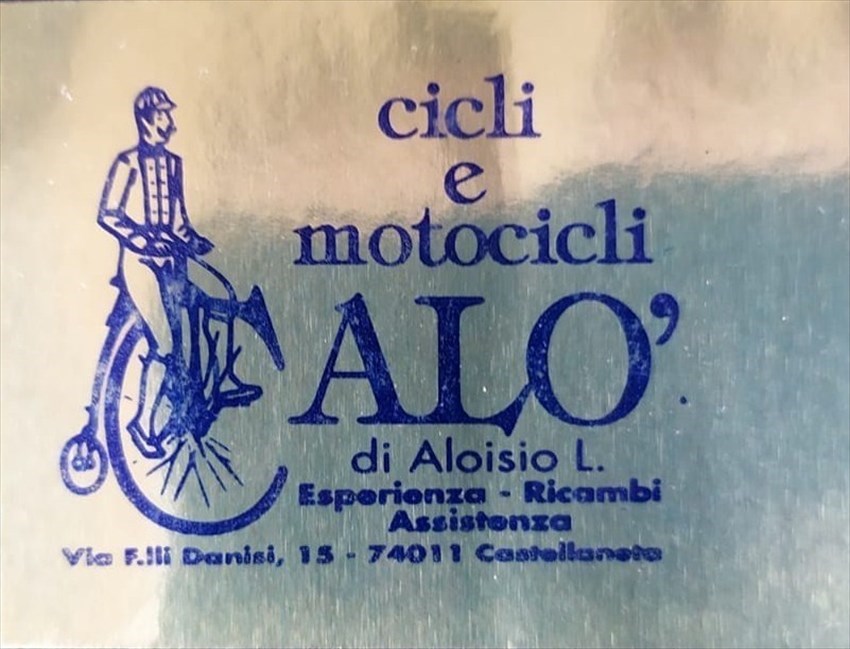 cicli
e
motocicli
CALO'
di Aloisio L.
Esperienza - Ricambi
Assistenza
Via F.lli Danisi, 15 - 74011 Castellaneta